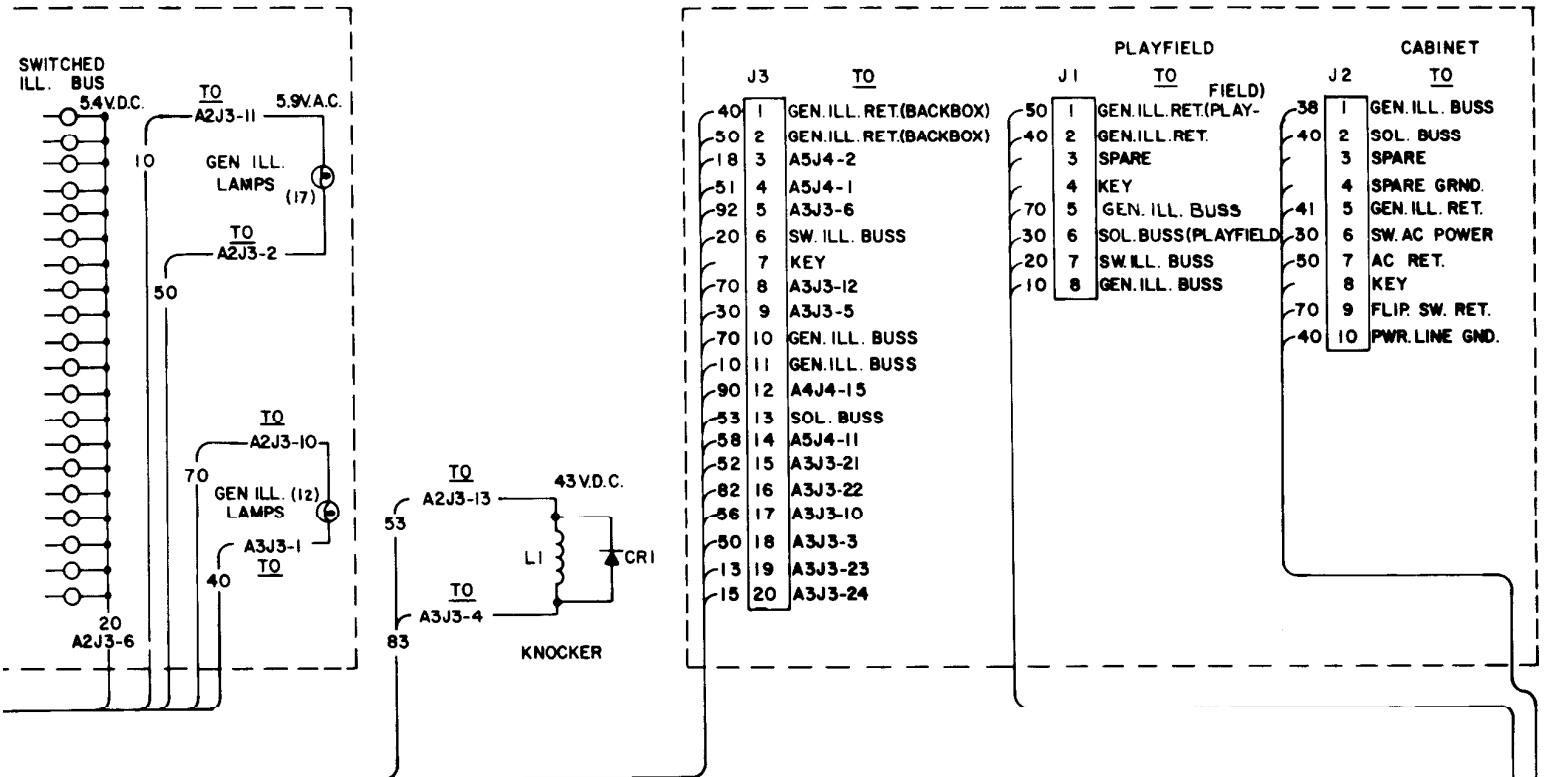 SWITCHED
ILL. BUS
5.4V.D.C.
TO
A2J3-11
5.9V.A.C.
10
GEN ILL.
LAMPS
(17)
TO
A2J3-2
50
TO
A2J3-10
70
GEN ILL. (12)
LAMPS
A3J3-1
TO
40
20
A2J3-6
TO
A2J3-13
43 V.D.C.
53
L1
CR1
TO
A3J3-4
83
KNOCKER
J3 TO
40 1 GEN. ILL. RET.(BACKBOX)
50 2 GEN. ILL. RET.(BACKBOX)
18 3 A5J4-2
51 4 A5J4-1
92 5 A3J3-6
20 6 SW. ILL. BUSS
7 KEY
70 8 A3J3-12
30 9 A3J3-5
70 10 GEN. ILL. BUSS
10 11 GEN. ILL. BUSS
90 12 A4J4-15
53 13 SOL. BUSS
58 14 A5J4-11
52 15 A3J3-21
82 16 A3J3-22
56 17 A3J3-10
50 18 A3J3-3
13 19 A3J3-23
15 20 A3J3-24
PLAYFIELD
J1 TO
FIELD)
50 1 GEN. ILL. RET.(PLAY-
40 2 GEN. ILL. RET.
3 SPARE
4 KEY
70 5 GEN. ILL. BUSS
30 6 SOL. BUSS(PLAYFIELD
20 7 SW. ILL. BUSS
10 8 GEN. ILL. BUSS
CABINET
J2 TO
38 1 GEN. ILL. BUSS
40 2 SOL. BUSS
3 SPARE
4 SPARE GRND.
41 5 GEN. ILL. RET.
30 6 SW. AC POWER
50 7 AC RET.
8 KEY
70 9 FLIP. SW. RET.
40 10 PWR. LINE GND.